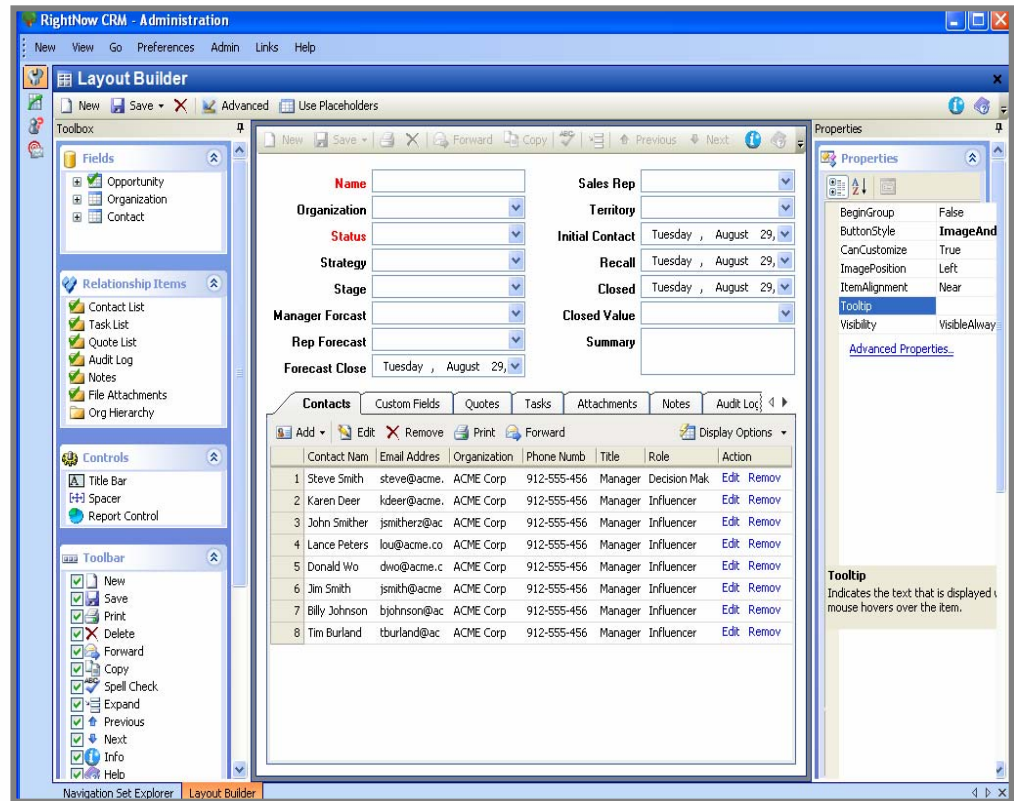 RightNow CRM - Administration
New View Go Preferences Admin Links Help
Layout Builder
New Save Advanced Use Placeholders
Toolbox
Fields
Opportunity
Organization
Contact
Relationship Items
Contact List
Task List
Quote List
Audit Log
Notes
File Attachments
Org Hierarchy
Controls
Title Bar
Spacer
Report Control
Toolbar
New
Save
Print
Delete
Forward
Copy
Spell Check
Expand
Previous
Next
Info
Help
New Save Forward Copy Previous Next
Name
Organization
Status
Strategy
Stage
Manager Forcast
Rep Forecast
Forecast Close Tuesday , August 29,
Sales Rep
Territory
Initial Contact Tuesday , August 29,
Recall Tuesday , August 29,
Closed Tuesday , August 29,
Closed Value
Summary
Contacts Custom Fields Quotes Tasks Attachments Notes Audit Log
Add Edit Remove Print Forward Display Options
Contact Nam Email Addres Organization Phone Numb Title Role Action
1 Steve Smith steve@acme. ACME Corp 912-555-456 Manager Decision Mak Edit Remov
2 Karen Deer kdeer@acme. ACME Corp 912-555-456 Manager Influencer Edit Remov
3 John Smither jsmitherz@ac ACME Corp 912-555-456 Manager Influencer Edit Remov
4 Lance Peters lou@acme.co ACME Corp 912-555-456 Manager Influencer Edit Remov
5 Donald Wo dwo@acme.c ACME Corp 912-555-456 Manager Influencer Edit Remov
6 Jim Smith jsmith@acme ACME Corp 912-555-456 Manager Influencer Edit Remov
7 Billy Johnson bjohnson@ac ACME Corp 912-555-456 Manager Influencer Edit Remov
8 Tim Burland tburland@ac ACME Corp 912-555-456 Manager Influencer Edit Remov
Properties
Properties
BeginGroup False
ButtonStyle ImageAnd
CanCustomize True
ImagePosition Left
ItemAlignment Near
Tooltip
Visibility VisibleAlway
Advanced Properties...
Tooltip
Indicates the text that is displayed
mouse hovers over the item.
Navigation Set Explorer Layout Builder